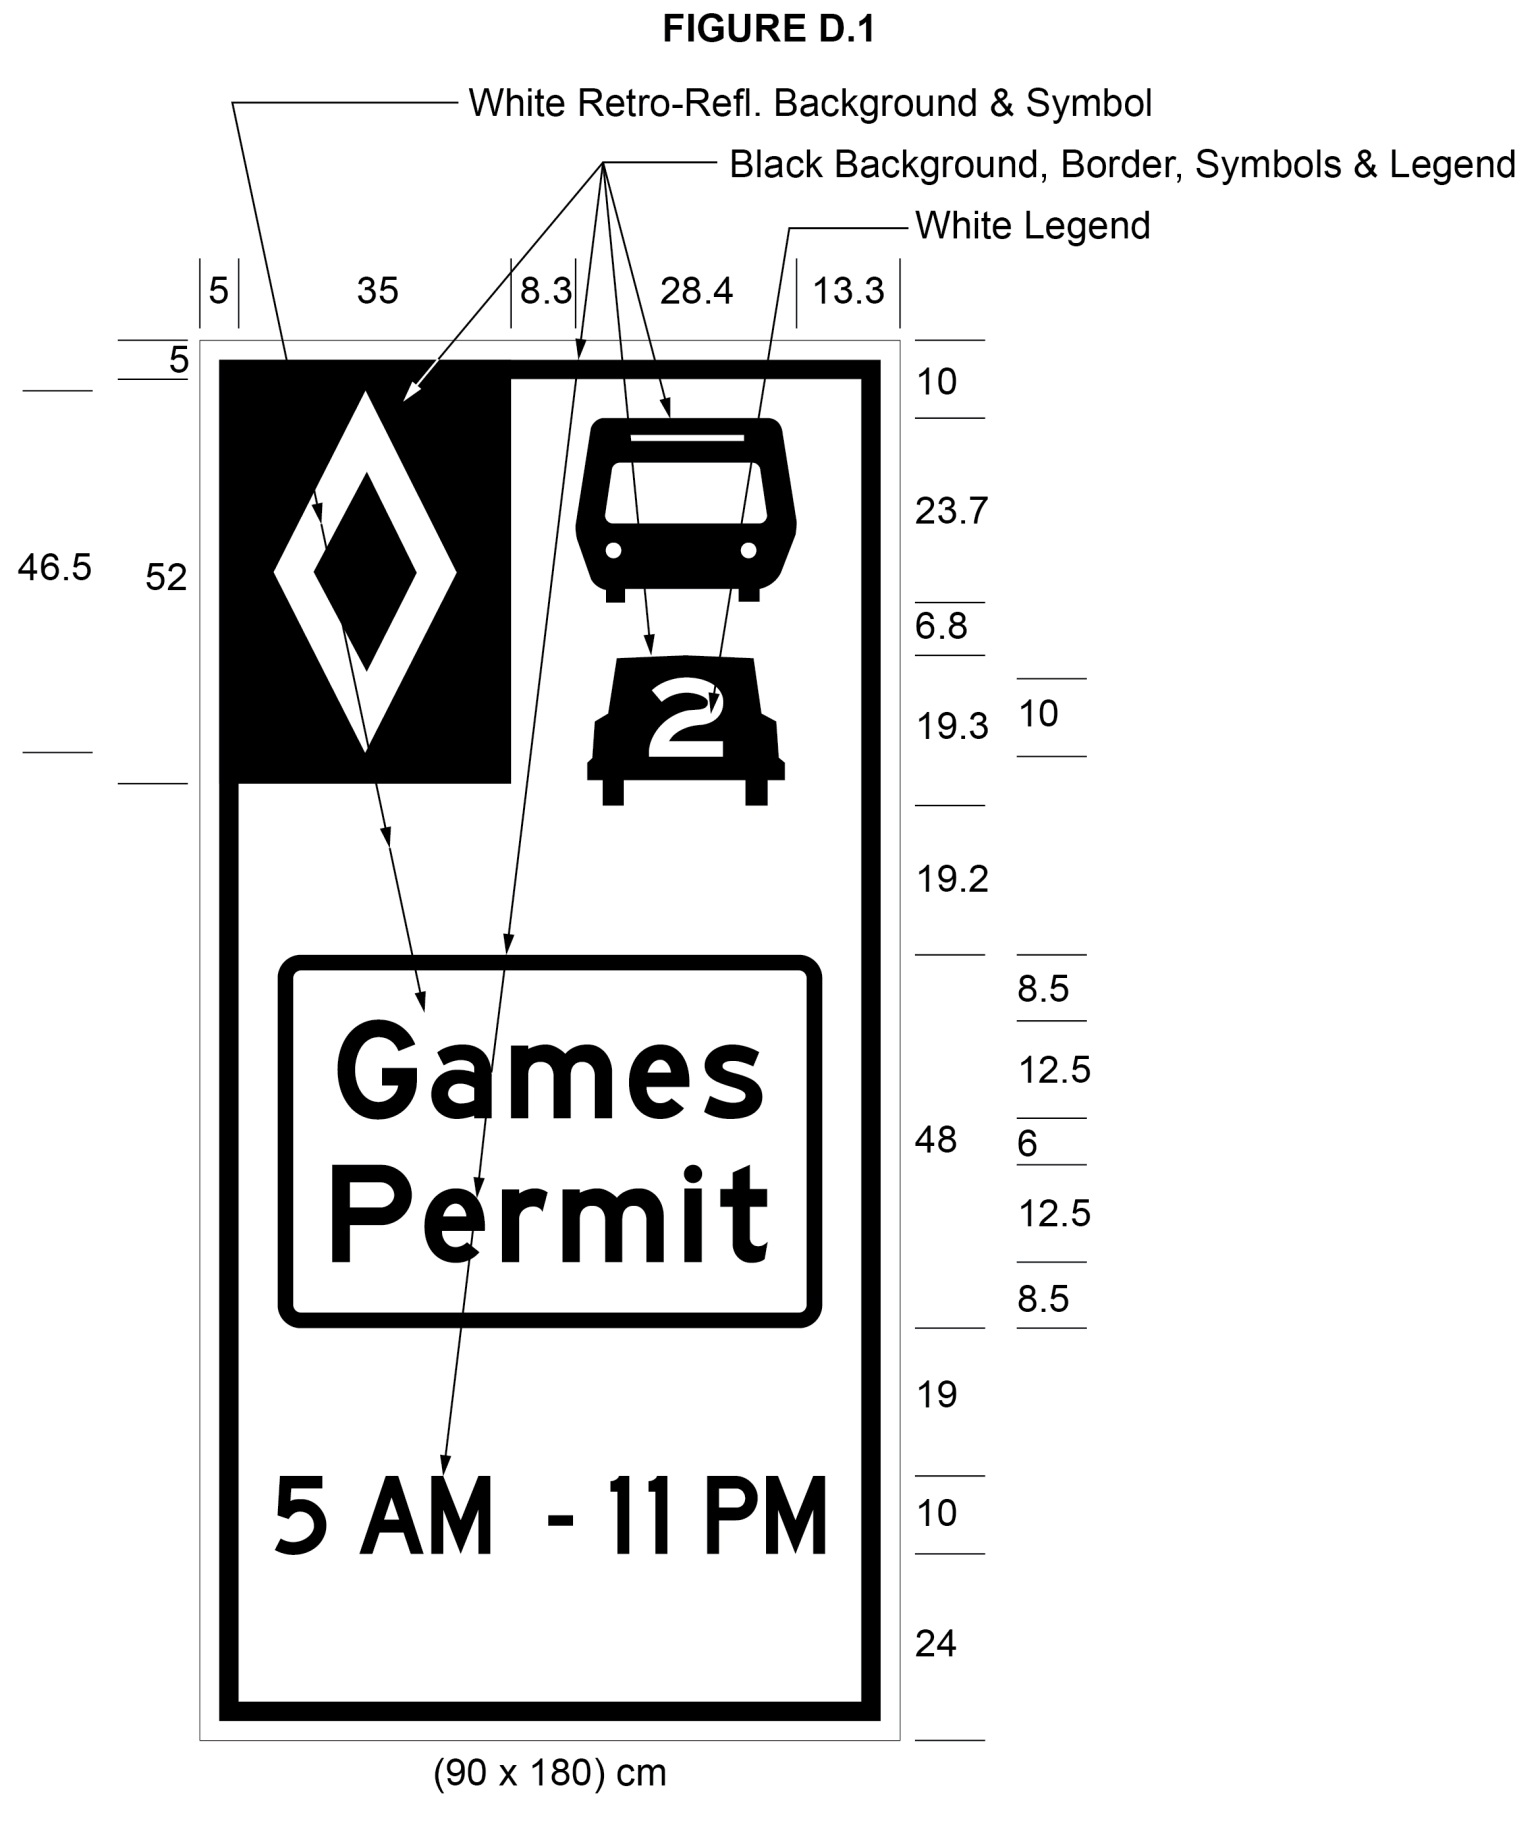 FIGURE D.1
White Retro-Refl. Background & Symbol
Black Background, Border, Symbols & Legend
White Legend
5 35 8.3 28.4 13.3
5
10
46.5
52
23.7
6.8
2
19.3
10
19.2
8.5
Games
12.5
48
6
Permit
12.5
8.5
19
5 AM - 11 PM
10
24
(90 x 180) cm